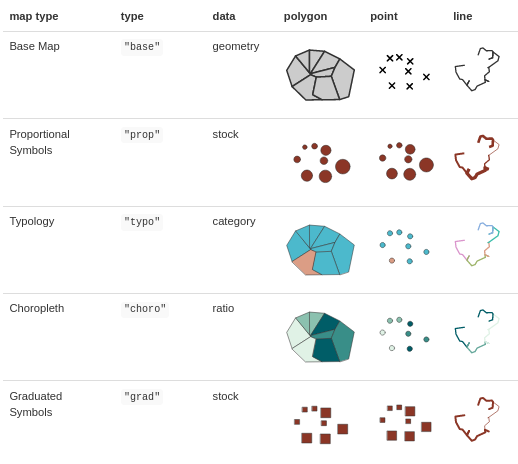 map type type data polygon point line
Base Map "base" geometry
Proportional "prop" stock
Symbols
Typology "typo" category
Choropleth "choro" ratio
Graduated "grad" stock
Symbols